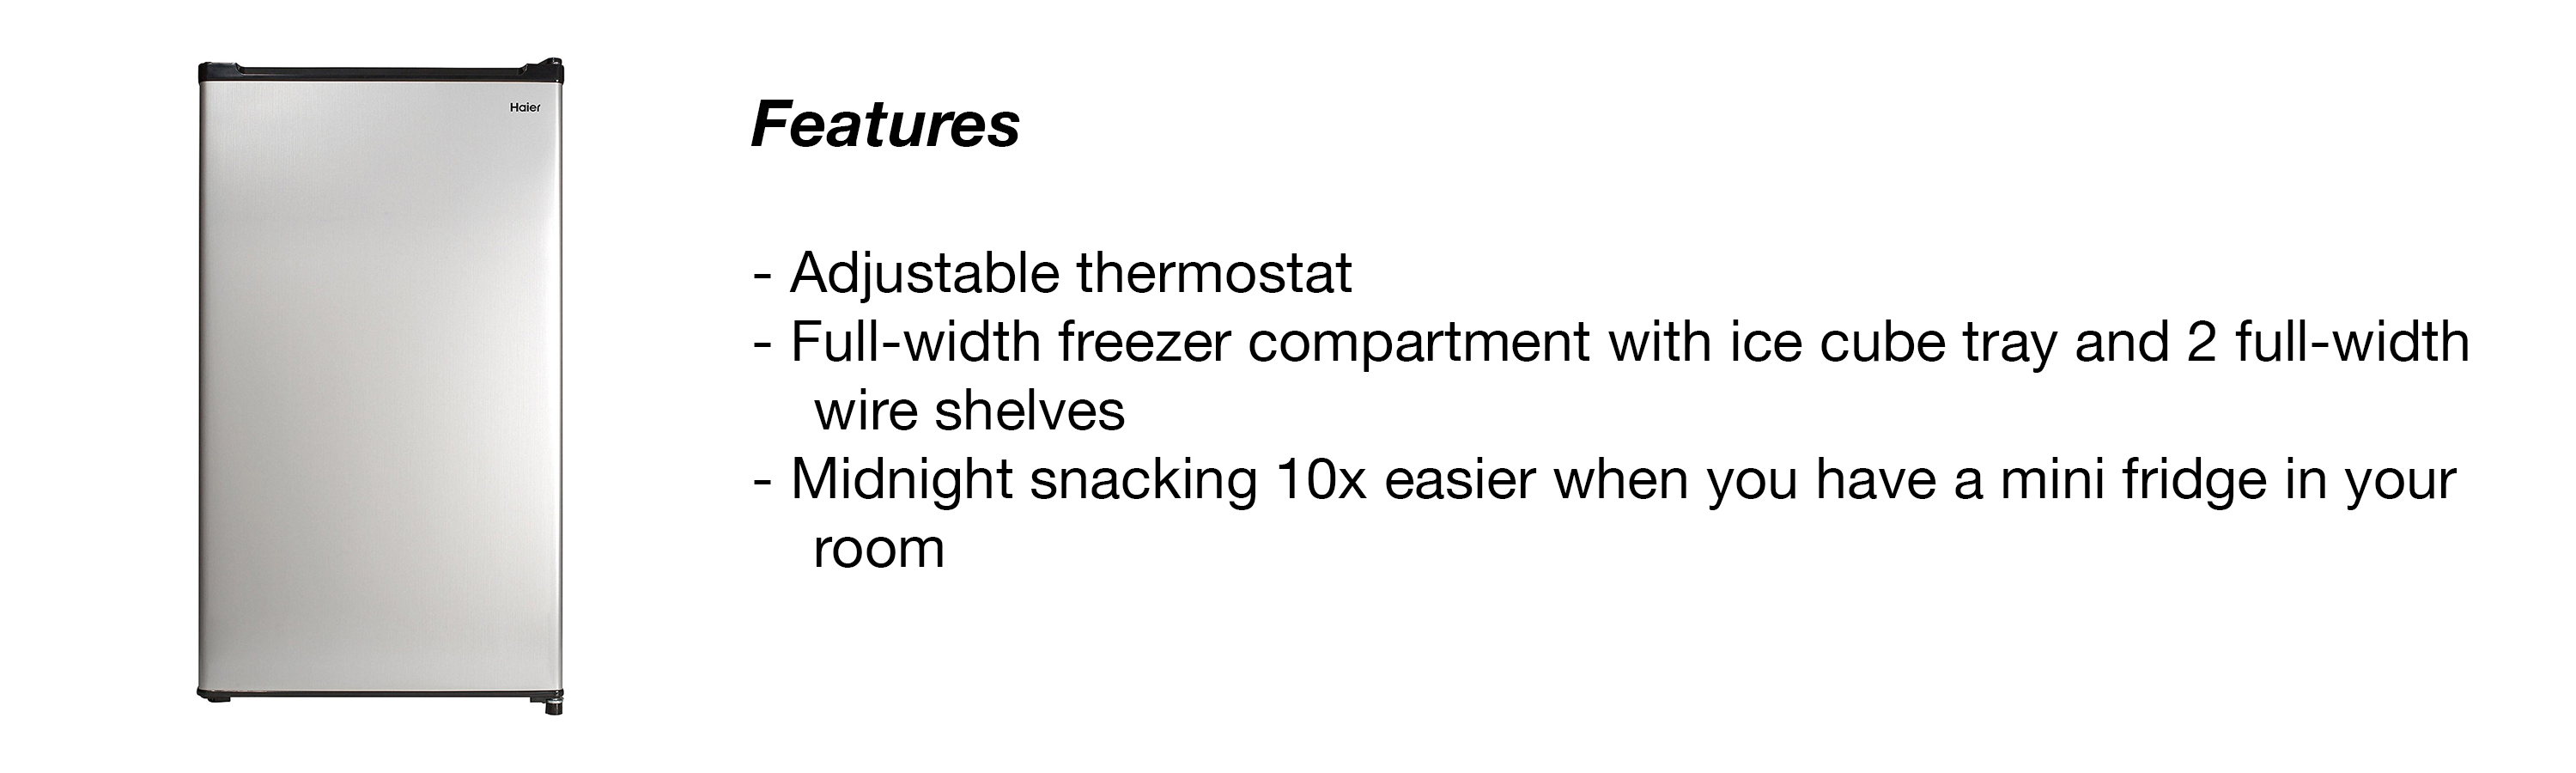 Haier
Features
- Adjustable thermostat
- Full-width freezer compartment with ice cube tray and 2 full-width
wire shelves
- Midnight snacking 10x easier when you have a mini fridge in your
room